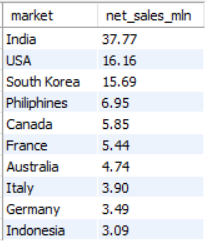 market net_sales_mln
India 37.77
USA 16.16
South Korea 15.69
Philiphines 6.95
Canada 5.85
France 5.44
Australia 4.74
Italy 3.90
Germany 3.49
Indonesia 3.09